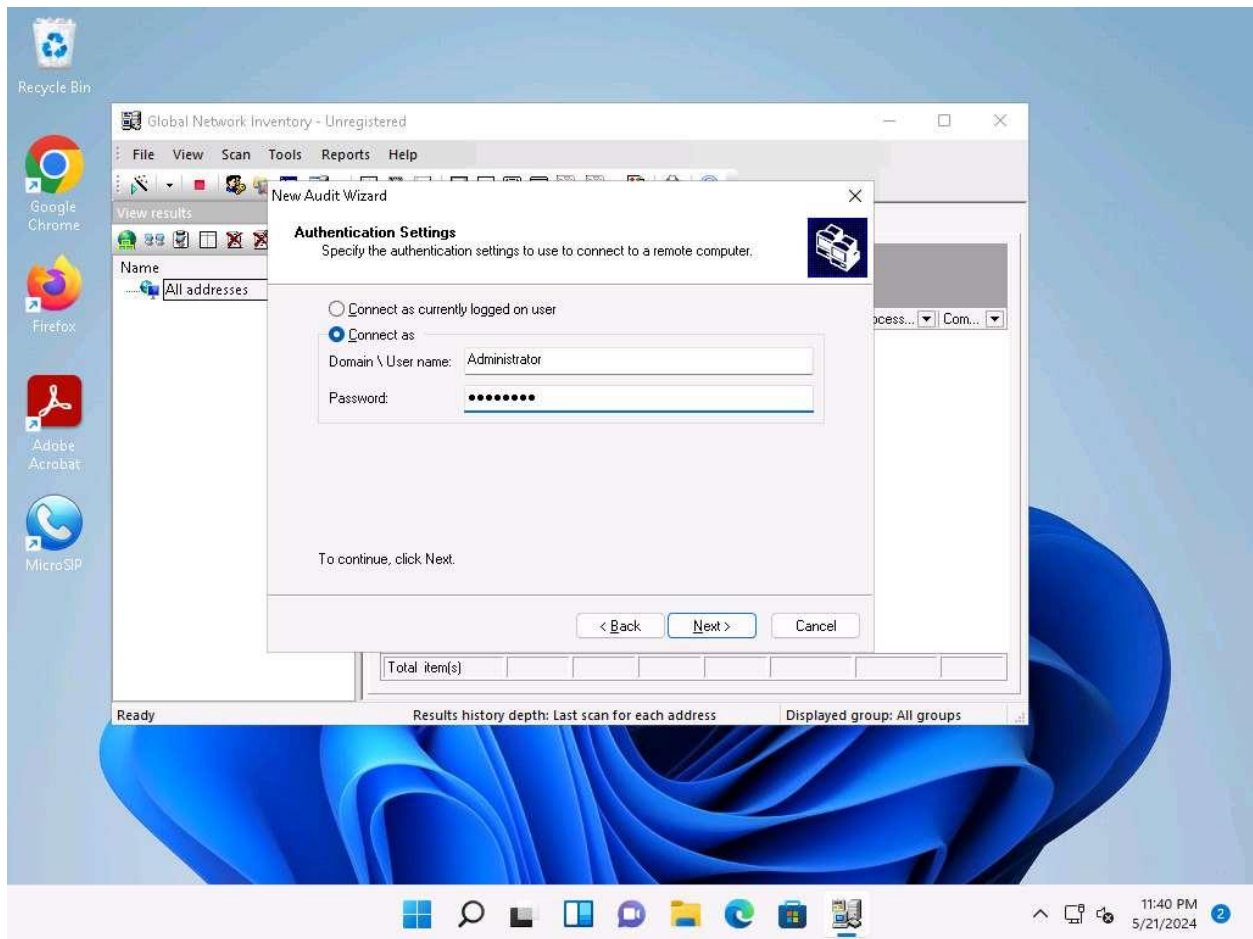 Recycle Bin
Global Network Inventory - Unregistered
File View Scan Tools Reports Help
Google
Chrome
View results
New Audit Wizard
Authentication Settings
Specify the authentication settings to use to connect to a remote computer.
Name
All addresses
Connect as currently logged on user
Com...
Firefox
Connect as
Domain \ User name: Administrator
Password: ●●●●●●●●
Adobe
Acrobat
To continue, click Next.
MicroSIP
< Back Next > Cancel
Total item(s)
Ready Results history depth: Last scan for each address Displayed group: All groups
11:40 PM
5/21/2024
2